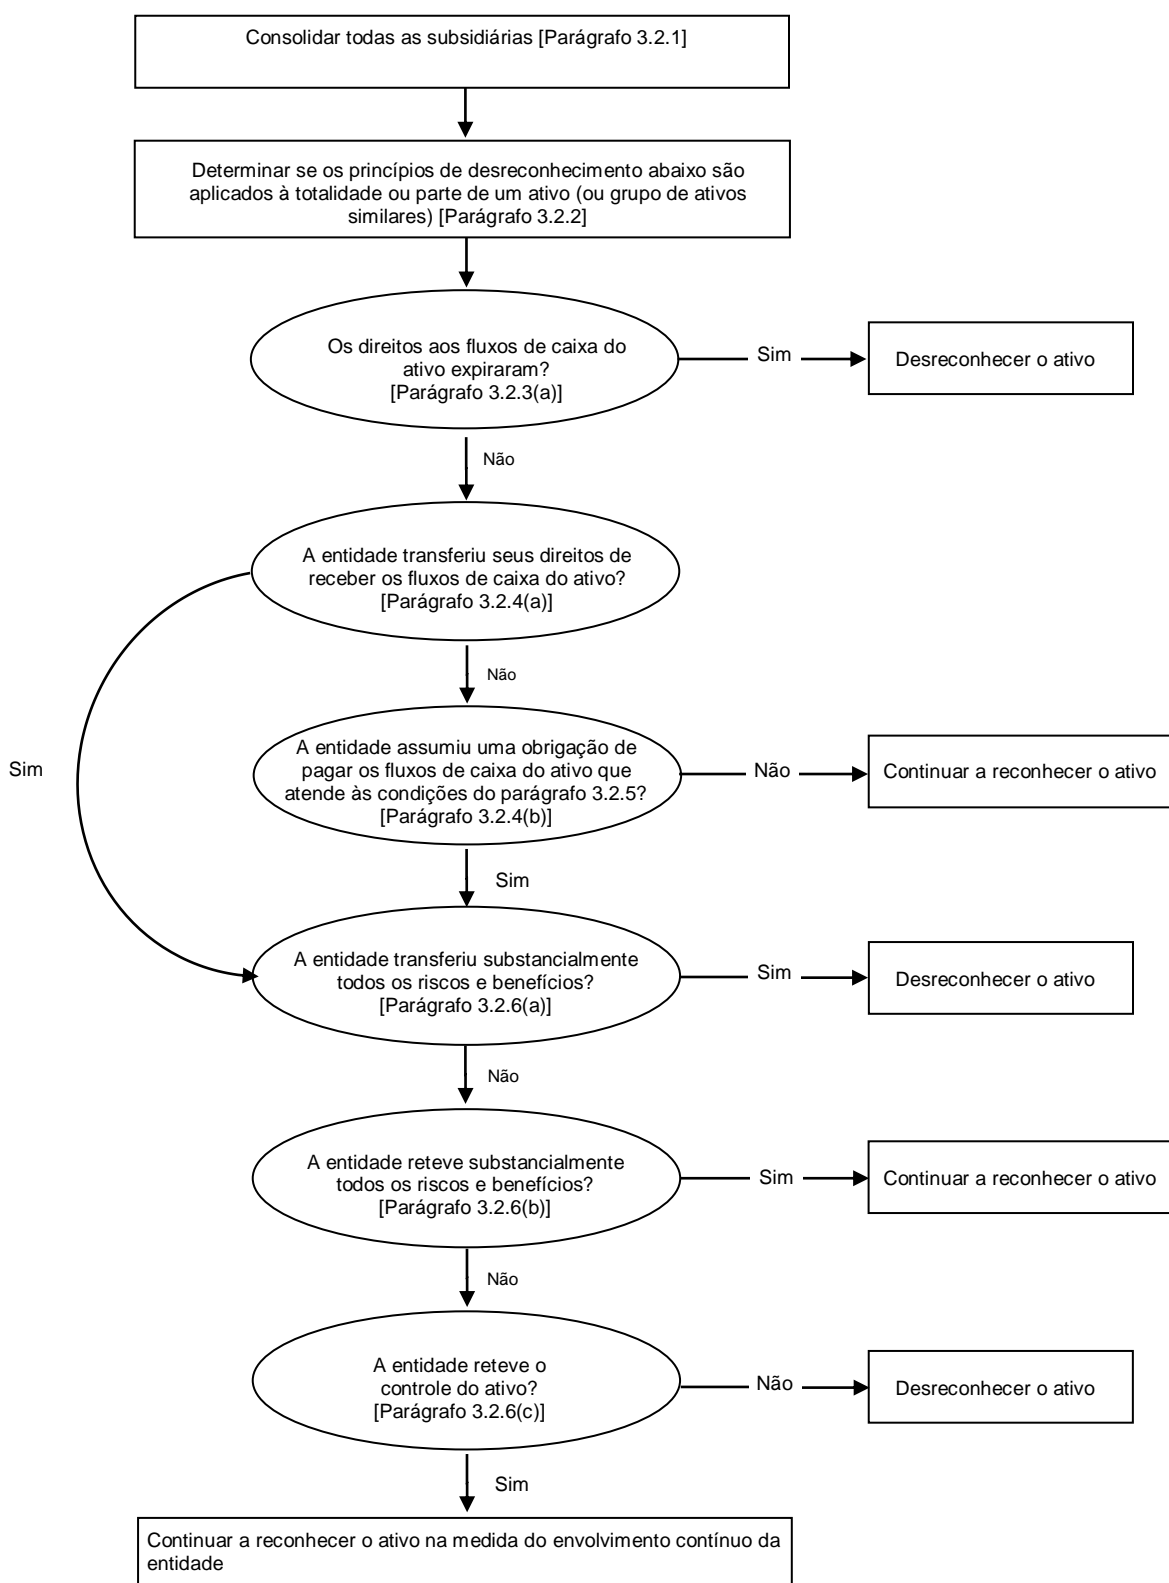 Consolidar todas as subsidiárias [Parágrafo 3.2.1]
Determinar se os princípios de desreconhecimento abaixo são
aplicados à totalidade ou parte de um ativo (ou grupo de ativos
similares) [Parágrafo 3.2.2]
Os direitos aos fluxos de caixa do
ativo expiraram?
[Parágrafo 3.2.3(a)]
Sim
Desreconhecer o ativo
Não
A entidade transferiu seus direitos de
receber os fluxos de caixa do ativo?
[Parágrafo 3.2.4(a)]
Não
Sim
A entidade assumiu uma obrigação de
pagar os fluxos de caixa do ativo que
atende às condições do parágrafo 3.2.5?
[Parágrafo 3.2.4(b)]
Não
Continuar a reconhecer o ativo
Sim
A entidade transferiu substancialmente
todos os riscos e benefícios?
[Parágrafo 3.2.6(a)]
Sim
Desreconhecer o ativo
Não
A entidade reteve substancialmente
todos os riscos e benefícios?
[Parágrafo 3.2.6(b)]
Sim
Continuar a reconhecer o ativo
Não
A entidade reteve o
controle do ativo?
[Parágrafo 3.2.6(c)]
Não
Desreconhecer o ativo
Sim
Continuar a reconhecer o ativo na medida do envolvimento contínuo da
entidade